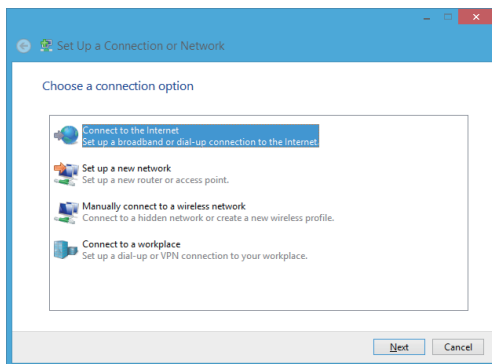 Set Up a Connection or Network
Choose a connection option
Connect to the Internet
Set up a broadband or dial-up connection to the Internet.
Set up a new network
Set up a new router or access point.
Manually connect to a wireless network
Connect to a hidden network or create a new wireless profile.
Connect to a workplace
Set up a dial-up or VPN connection to your workplace.
Next Cancel